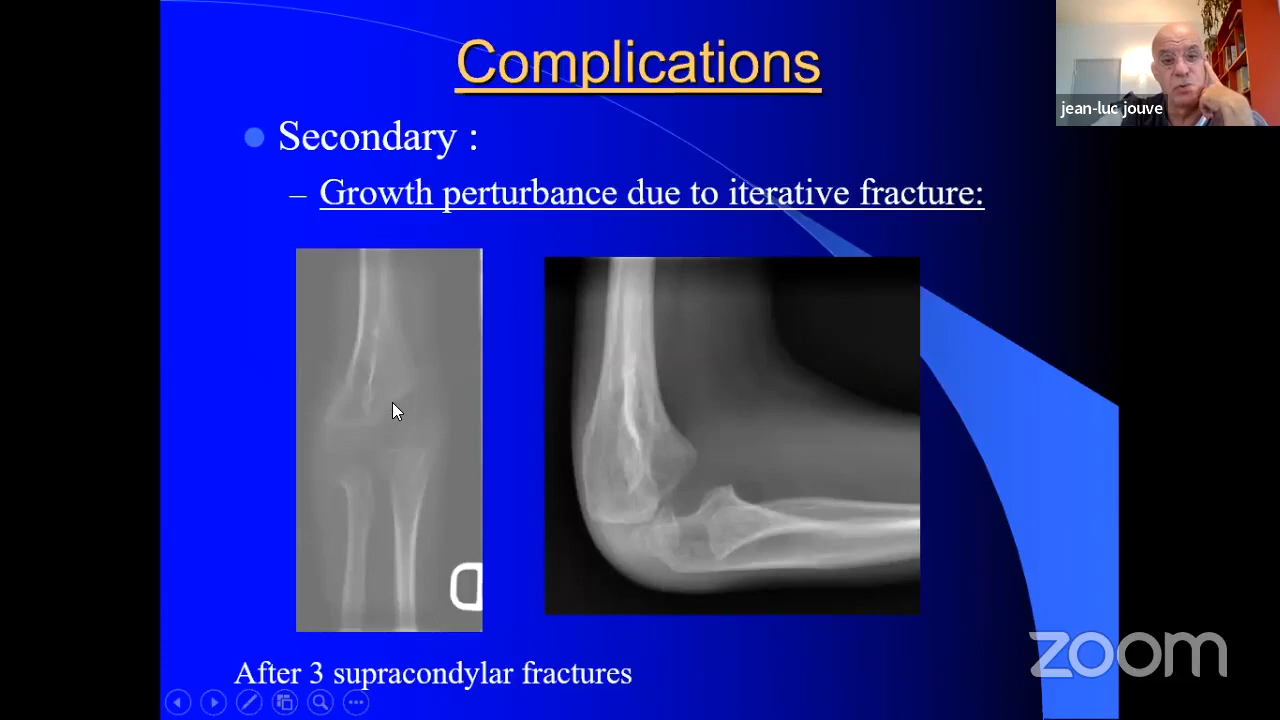 Complications
jean-luc jouve
Secondary :
– Growth perturbance due to iterative fracture:
D
After 3 supracondylar fractures
zoom